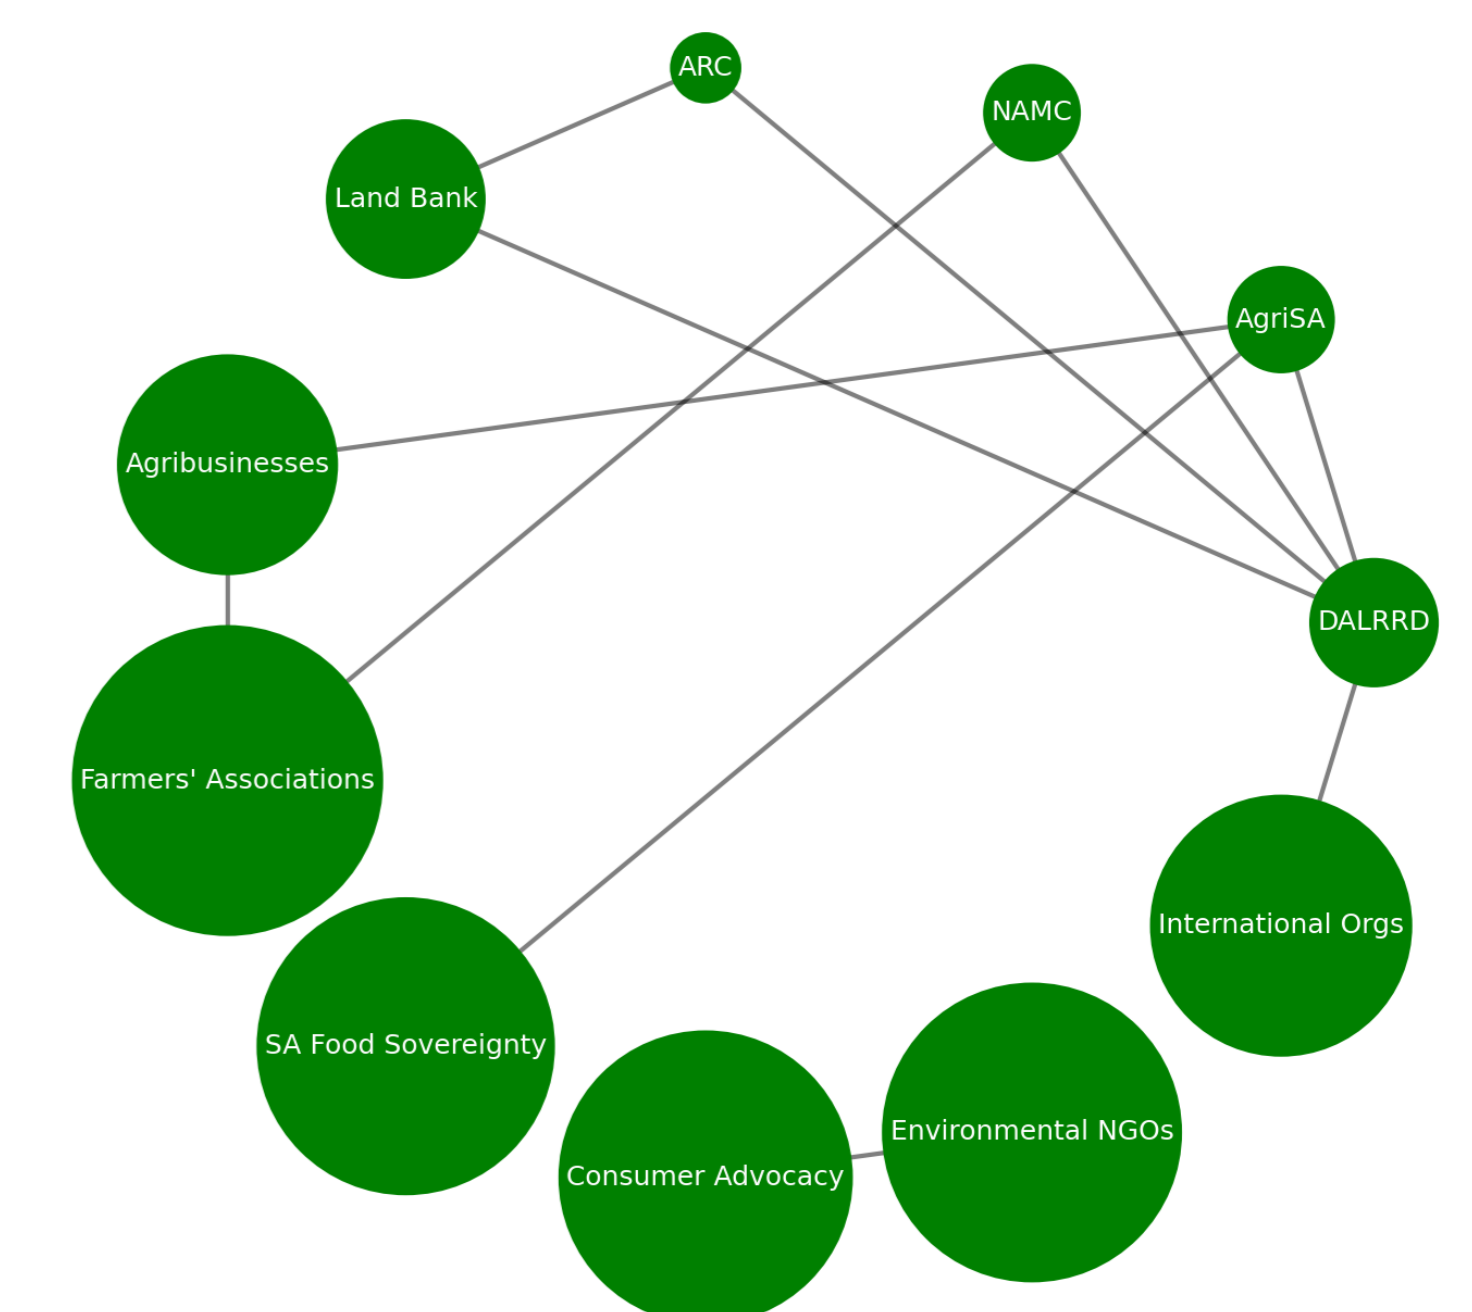 ARC
NAMC
Land Bank
AgriSA
Agribusinesses
DALRRD
Farmers' Associations
International Orgs
SA Food Sovereignty
Environmental NGOs
Consumer Advocacy